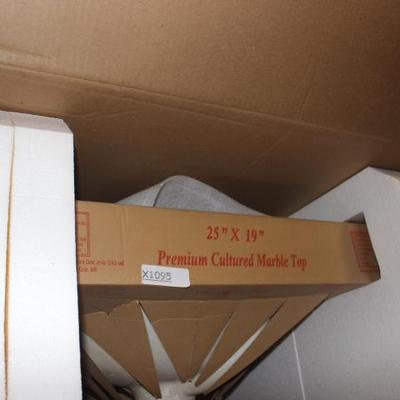 25" X 19"
Premium Cultured Marble Top
X1095